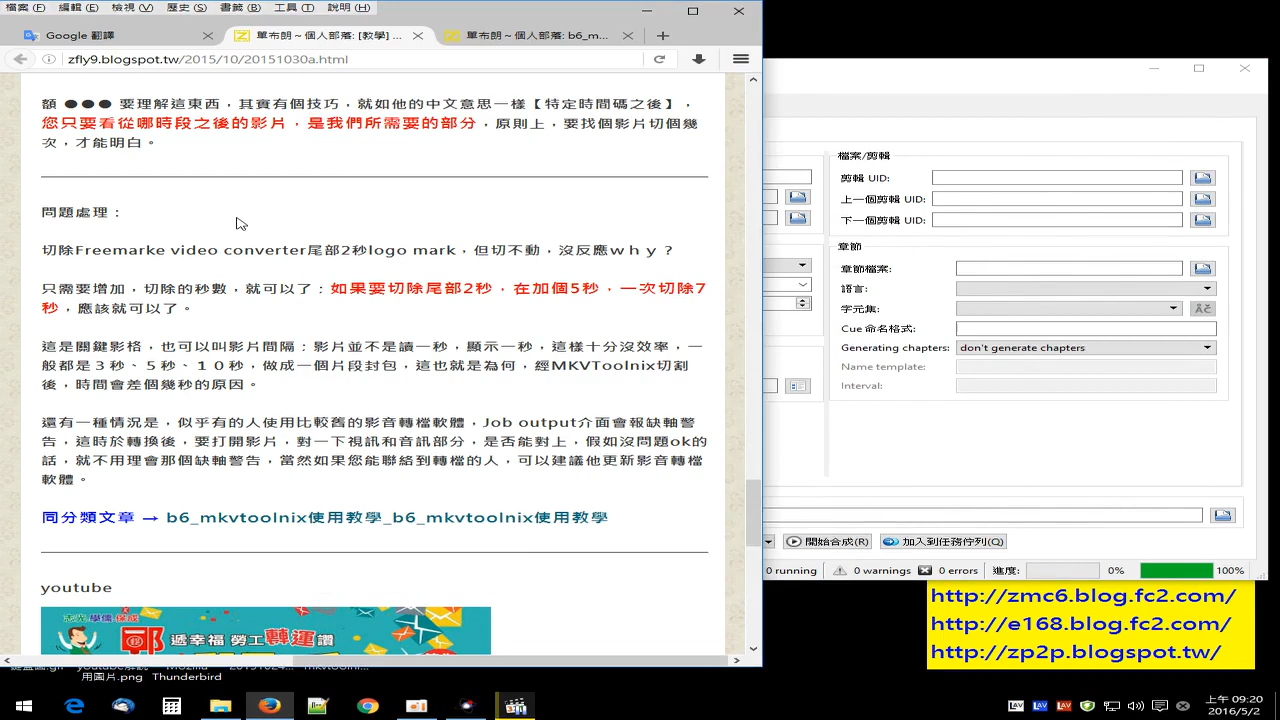 檔案 (F) 編輯 (E) 檢視 (V) 歷史 (S) 書籤 (B) 工具 (T) 說明 (H)
Google 翻譯
單布朗～個人部落: [教學] ...
單布朗～個人部落: b6_m...
zfly9.blogspot.tw/2015/10/20151030a.html
額 ●●● 要理解這東西，其實有個技巧，就如他的中文意思一樣【特定時間碼之後】，
您只要看從哪時段之後的影片，是我們所需要的部分，原則上，要找個影片切個幾
次，才能明白。
問題處理：
切除Freemarke video converter尾部2秒logo mark，但切不動，沒反應ｗｈｙ？
只需要增加，切除的秒數，就可以了：如果要切除尾部2秒，在加個5秒，一次切除7
秒，應該就可以了。
這是關鍵影格，也可以叫影片間隔：影片並不是讀一秒，顯示一秒，這樣十分沒效率，一
般都是３秒、５秒、１０秒，做成一個片段封包，這也就是為何，經MKVToolnix切割
後，時間會差個幾秒的原因。
還有一種情況是，似乎有的人使用比較舊的影音轉檔軟體，Job output介面會報缺軸警
告，這時於轉換後，要打開影片，對一下視訊和音訊部分，是否能對上，假如沒問題ok的
話，就不用理會那個缺軸警告，當然如果您能聯絡到轉檔的人，可以建議他更新影音轉檔
軟體。
同分類文章 → b6_mkvtoolnix使用教學_b6_mkvtoolnix使用教學
youtube
志光 學儒 保成
遞幸福 勞工轉運讚
檔案/剪輯
剪輯 UID:
上一個剪輯 UID:
下一個剪輯 UID:
章節
章節檔案:
語言:
字元集:
Cue 命名格式:
Generating chapters: don't generate chapters
Name template:
Interval:
開始合成(R) 加入到任務佇列(Q)
0 running 0 warnings 0 errors 進度: 0% 100%
http://zmc6.blog.fc2.com/
http://e168.blog.fc2.com/
http://zp2p.blogspot.tw/
用圖片.png Thunderbird
LAV LAV LAV
上午 09:20
2016/5/2